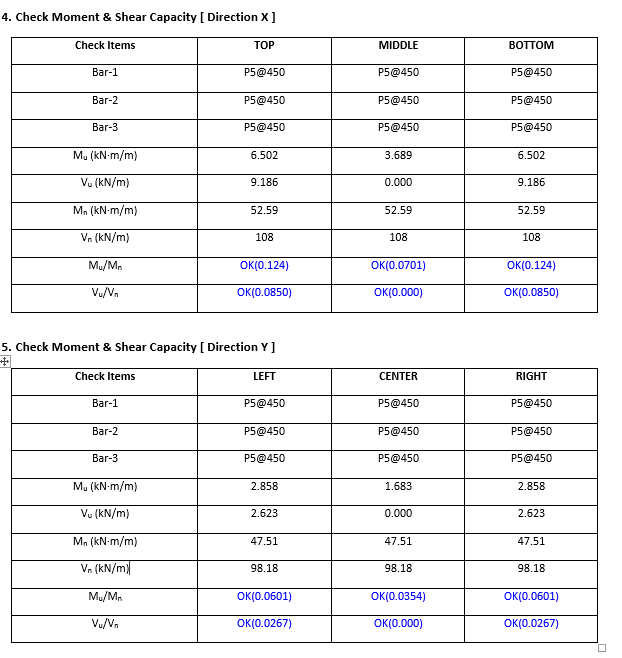 4. Check Moment & Shear Capacity [ Direction X ]
Check Items TOP MIDDLE BOTTOM
Bar-1 P5@450 P5@450 P5@450
Bar-2 P5@450 P5@450 P5@450
Bar-3 P5@450 P5@450 P5@450
Mᵤ (kN·m/m) 6.502 3.689 6.502
Vᵤ (kN/m) 9.186 0.000 9.186
Mₙ (kN·m/m) 52.59 52.59 52.59
Vₙ (kN/m) 108 108 108
Mᵤ/Mₙ OK(0.124) OK(0.0701) OK(0.124)
Vᵤ/Vₙ OK(0.0850) OK(0.000) OK(0.0850)
5. Check Moment & Shear Capacity [ Direction Y ]
Check Items LEFT CENTER RIGHT
Bar-1 P5@450 P5@450 P5@450
Bar-2 P5@450 P5@450 P5@450
Bar-3 P5@450 P5@450 P5@450
Mᵤ (kN·m/m) 2.858 1.683 2.858
Vᵤ (kN/m) 2.623 0.000 2.623
Mₙ (kN·m/m) 47.51 47.51 47.51
Vₙ (kN/m) 98.18 98.18 98.18
Mᵤ/Mₙ OK(0.0601) OK(0.0354) OK(0.0601)
Vᵤ/Vₙ OK(0.0267) OK(0.000) OK(0.0267)